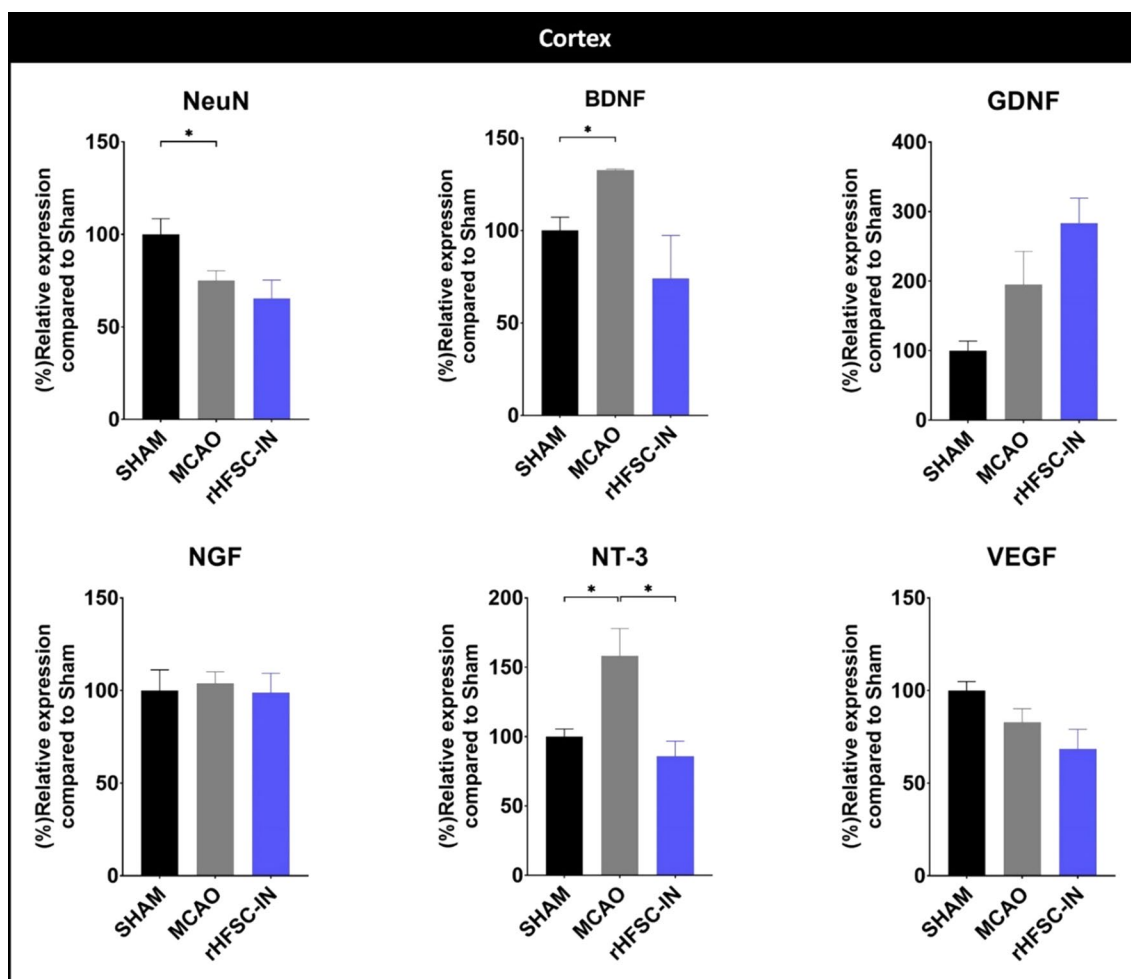 Cortex
NeuN
*
(%)Relative expression
compared to Sham
150
100
50
0
SHAM
MCAO
rHFSC-IN
BDNF
*
(%)Relative expression
compared to Sham
150
100
50
0
SHAM
MCAO
rHFSC-IN
GDNF
(%)Relative expression
compared to Sham
400
300
200
100
0
SHAM
MCAO
rHFSC-IN
NGF
(%)Relative expression
compared to Sham
150
100
50
0
SHAM
MCAO
rHFSC-IN
NT-3
* *
(%)Relative expression
compared to Sham
200
150
100
50
0
SHAM
MCAO
rHFSC-IN
VEGF
(%)Relative expression
compared to Sham
150
100
50
0
SHAM
MCAO
rHFSC-IN